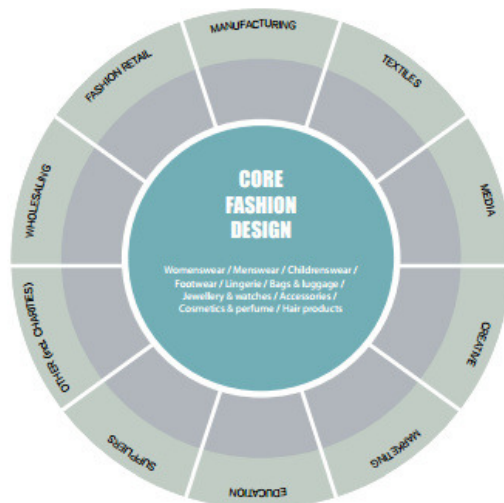 MANUFACTURING
TEXTILES
MEDIA
CREATIVE
MARKETING
EDUCATION
SUPPLIERS
OTHER (incl. CHARITIES)
WHOLESALING
FASHION RETAIL
CORE
FASHION
DESIGN
Womenswear / Menswear / Childrenswear /
Footwear / Lingerie / Bags & luggage /
Jewellery & watches / Accessories /
Cosmetics & perfume / Hair products